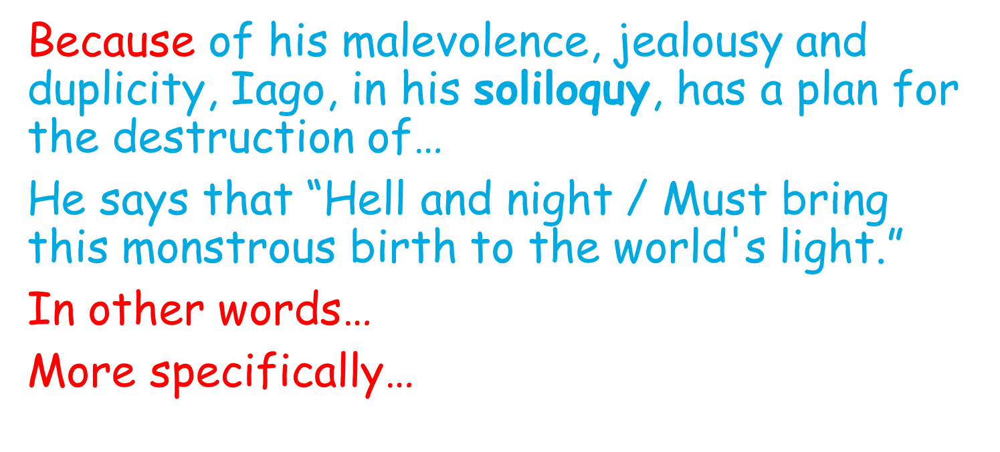 Because of his malevolence, jealousy and
duplicity, Iago, in his soliloquy, has a plan for
the destruction of…
He says that “Hell and night / Must bring
this monstrous birth to the world's light.”
In other words…
More specifically…